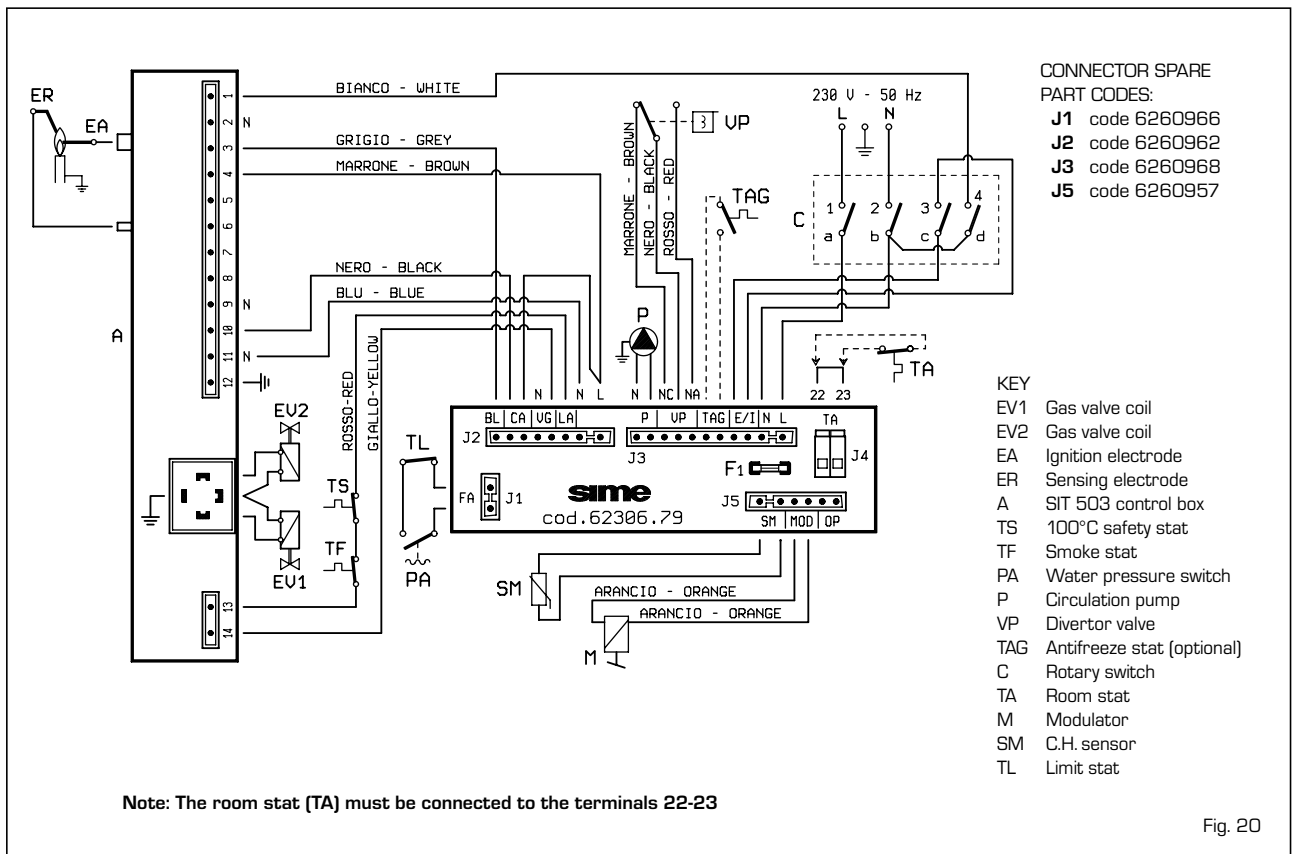 ER
EA
A
1
2 N
3
4
5
6
7
8
9 N
10
11 N
12
13
14
BIANCO - WHITE
GRIGIO - GREY
MARRONE - BROWN
NERO - BLACK
BLU - BLUE
ROSSO-RED
GIALLO-YELLOW
EV2
EV1
TS
TF
TL
PA
MARRONE - BROWN
NERO - BLACK
ROSSO - RED
VP
TAG
P
230 V - 50 Hz
L N
C
1 2 3 4
a b c d
TA
22 23
N N L
N L NC NA
BL CA VG LA
J2
P VP TAG E/I N L
J3
TA
J4
F1
FA J1
sime
cod.62306.79
J5
SM MOD OP
SM
ARANCIO - ORANGE
ARANCIO - ORANGE
M
CONNECTOR SPARE
PART CODES:
J1 code 6260966
J2 code 6260962
J3 code 6260968
J5 code 6260957
KEY
EV1 Gas valve coil
EV2 Gas valve coil
EA Ignition electrode
ER Sensing electrode
A SIT 503 control box
TS 100°C safety stat
TF Smoke stat
PA Water pressure switch
P Circulation pump
VP Divertor valve
TAG Antifreeze stat (optional)
C Rotary switch
TA Room stat
M Modulator
SM C.H. sensor
TL Limit stat
Note: The room stat (TA) must be connected to the terminals 22-23
Fig. 20